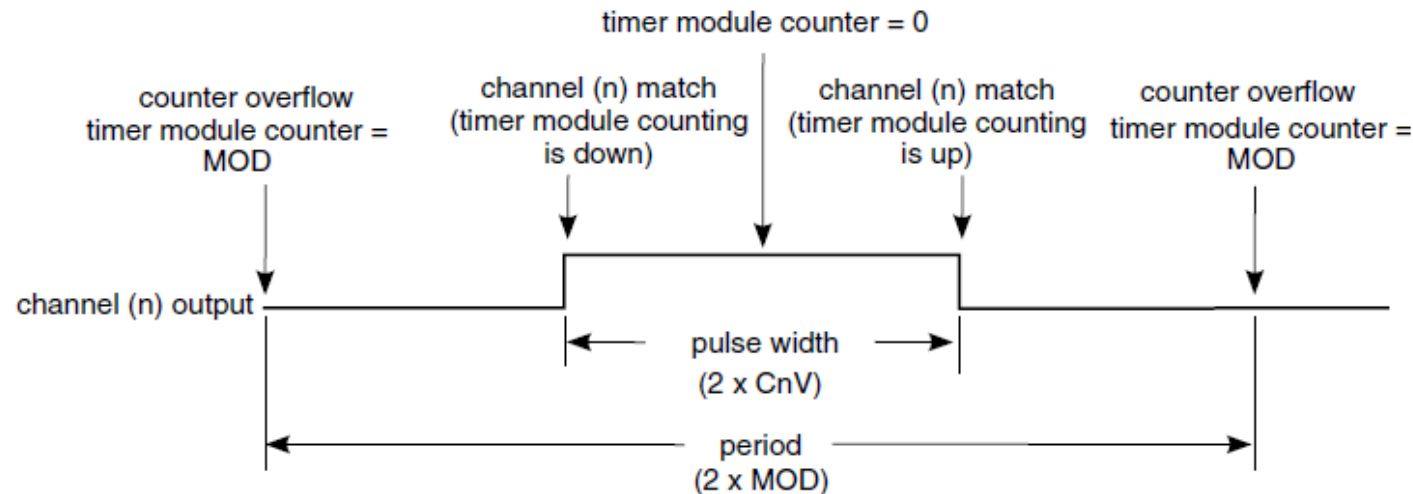 timer module counter = 0
counter overflow
timer module counter =
MOD
channel (n) match
(timer module counting
is down)
channel (n) match
(timer module counting
is up)
counter overflow
timer module counter =
MOD
channel (n) output
pulse width
(2 x CnV)
period
(2 x MOD)